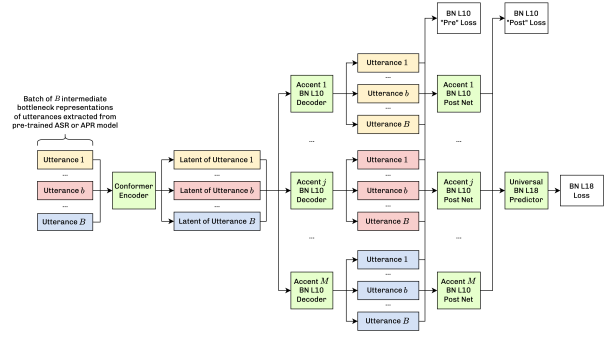 BN L10
"Pre" Loss
BN L10
"Post" Loss
Batch of B intermediate
bottleneck representations
of utterances extracted from
pre-trained ASR or APR model
Utterance 1
...
Utterance b
...
Utterance B
Conformer
Encoder
Latent of Utterance 1
...
Latent of Utterance b
...
Latent of Utterance B
Accent 1
BN L10
Decoder
...
Accent j
BN L10
Decoder
...
Accent M
BN L10
Decoder
Utterance 1
...
Utterance b
...
Utterance B
Utterance 1
...
Utterance b
...
Utterance B
Utterance 1
...
Utterance b
...
Utterance B
Accent 1
BN L10
Post Net
...
Accent j
BN L10
Post Net
...
Accent M
BN L10
Post Net
Universal
BN L18
Predictor
BN L18
Loss